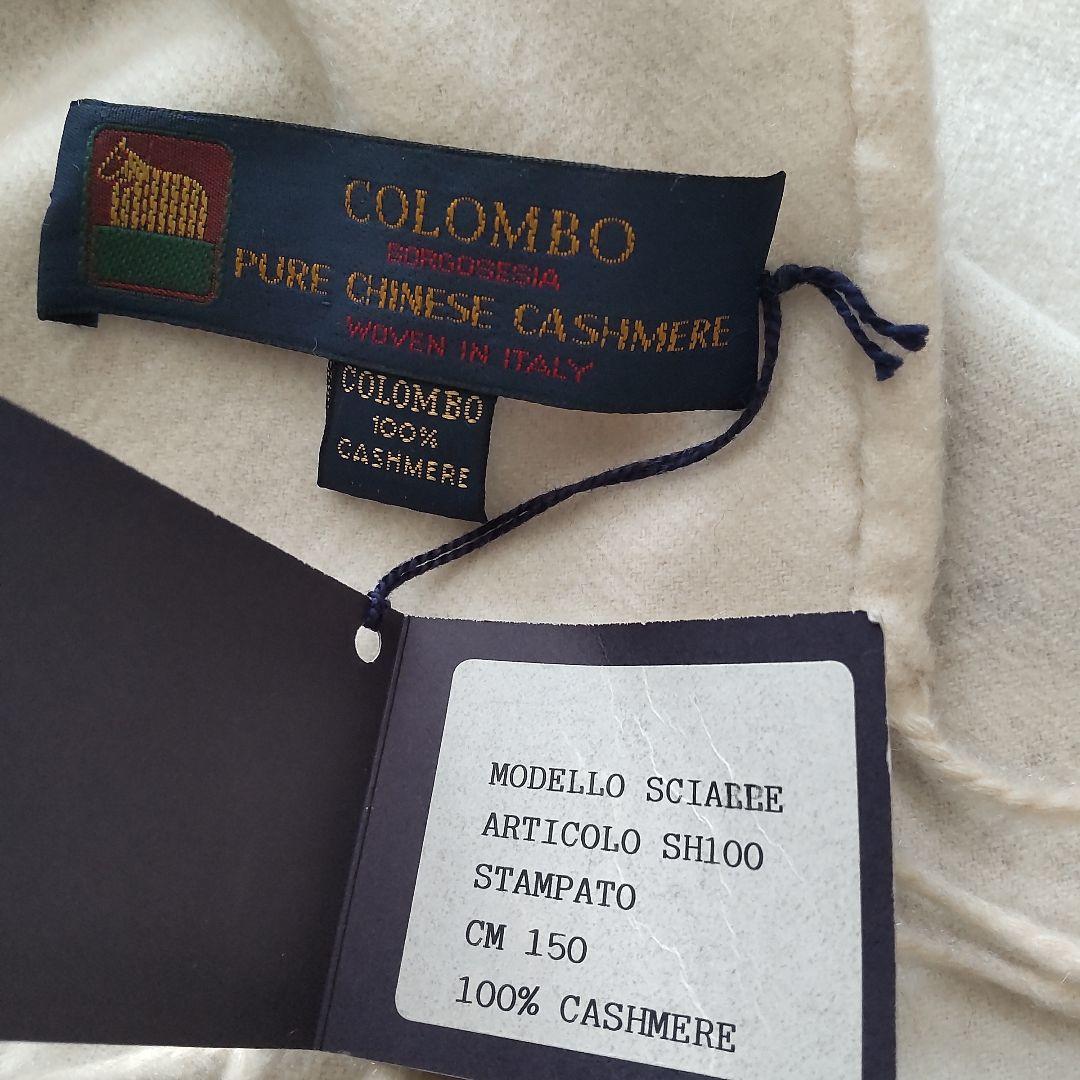 COLOMBO
BORGOSESIA
PURE CHINESE CASHMERE
WOVEN IN ITALY
COLOMBO
100%
CASHMERE
MODELLO
ARTICOLO SH100
STAMPATO
CM 150
100% CASHMERE